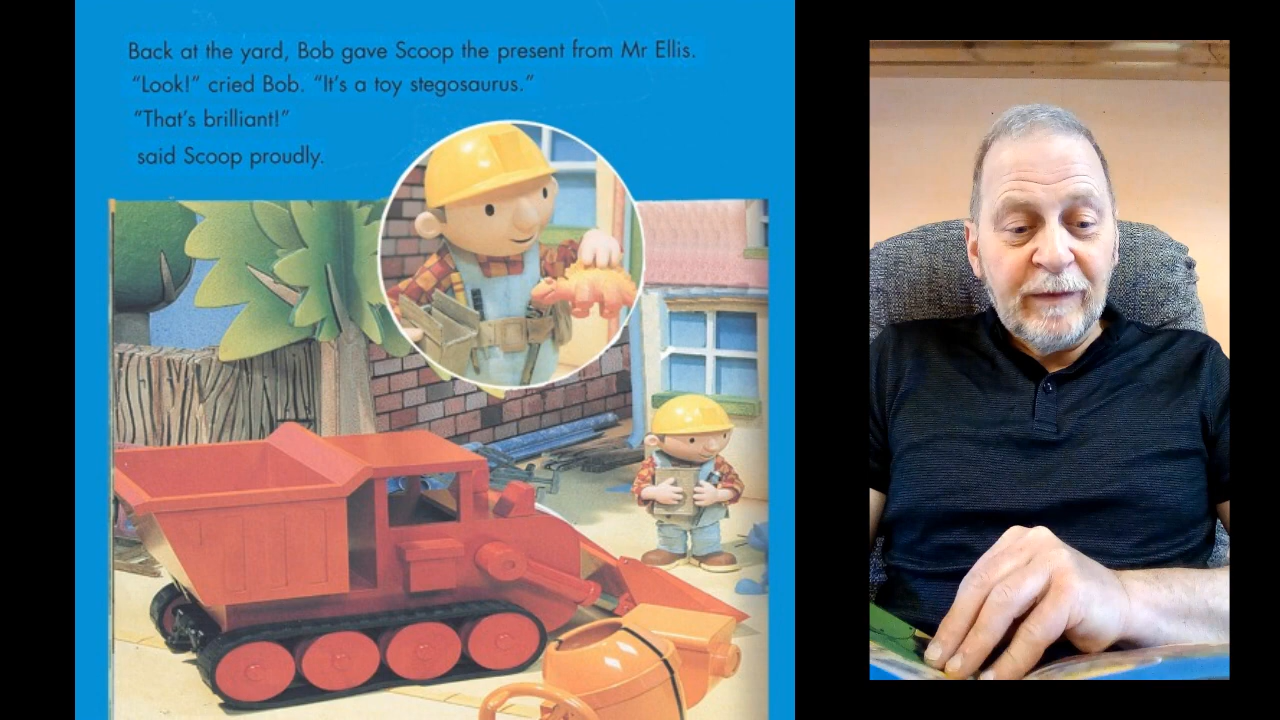 Back at the yard, Bob gave Scoop the present from Mr Ellis.
“Look!” cried Bob. “It’s a toy stegosaurus.”
“That’s brilliant!”
said Scoop proudly.